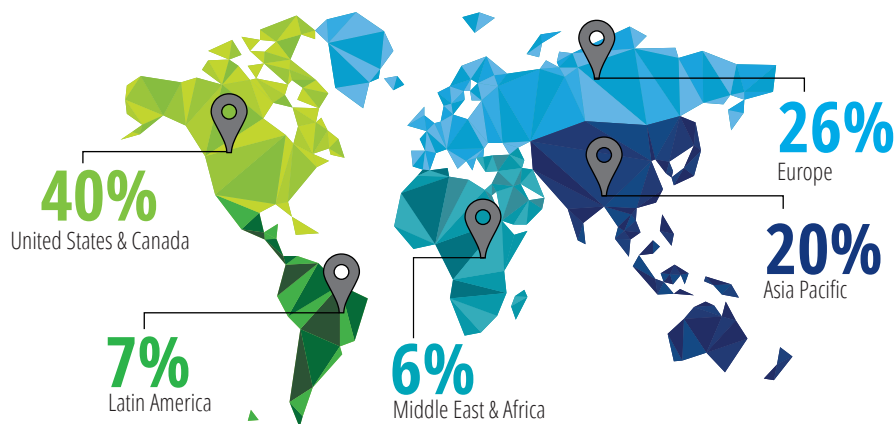 26%
Europe
40%
United States & Canada
20%
Asia Pacific
7%
Latin America
6%
Middle East & Africa